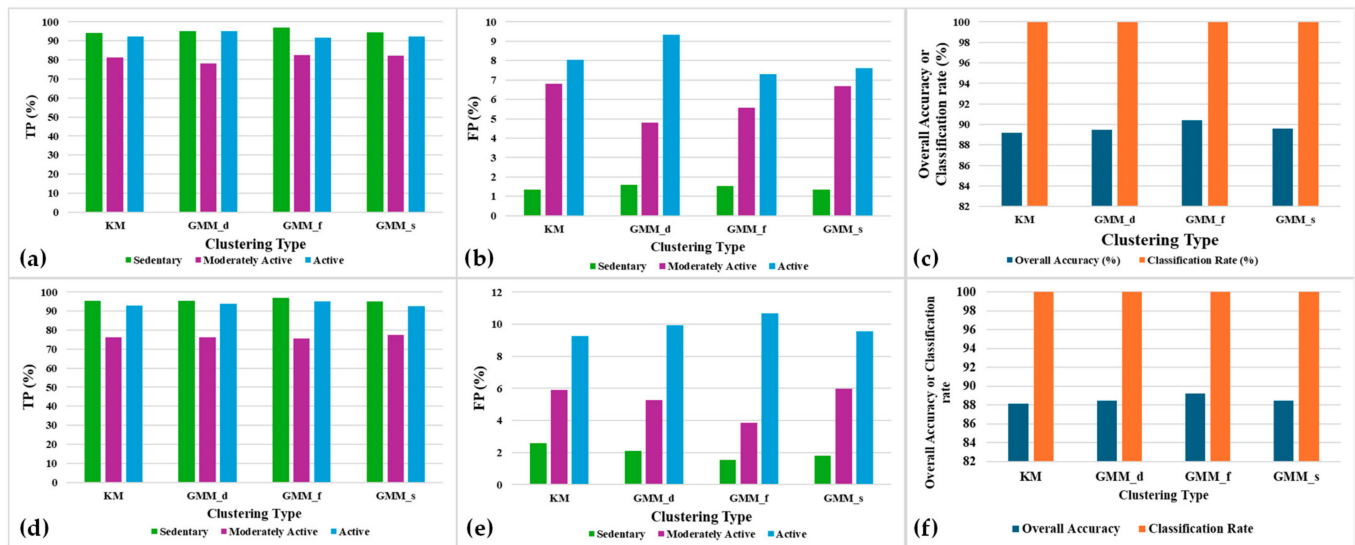 100
90
80
70
60
50
40
30
20
10
0
TP (%)
KM GMM_d GMM_f GMM_s
Clustering Type
(a)
Sedentary Moderately Active Active
10
9
8
7
6
5
4
3
2
1
0
FP (%)
KM GMM_d GMM_f GMM_s
Clustering Type
(b)
Sedentary Moderately Active Active
100
98
96
94
92
90
88
86
84
82
Overall Accuracy or
Classification rate (%)
KM GMM_d GMM_f GMM_s
Clustering Type
(c)
Overall Accuracy (%) Classification Rate (%)
100
90
80
70
60
50
40
30
20
10
0
TP (%)
KM GMM_d GMM_f GMM_s
Clustering Type
(d)
Sedentary Moderately Active Active
12
10
8
6
4
2
0
FP (%)
KM GMM_d GMM_f GMM_s
Clustering Type
(e)
Sedentary Moderately Active Active
100
98
96
94
92
90
88
86
84
82
Overall Accuracy or Classification
rate
KM GMM_d GMM_f GMM_s
Clustering Type
(f)
Overall Accuracy Classification Rate